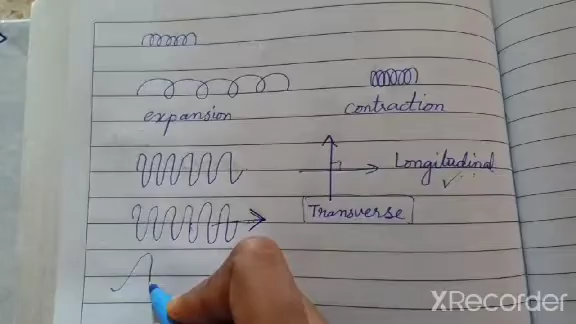 expansion
contraction
Longitudinal
Transverse
XRecorder